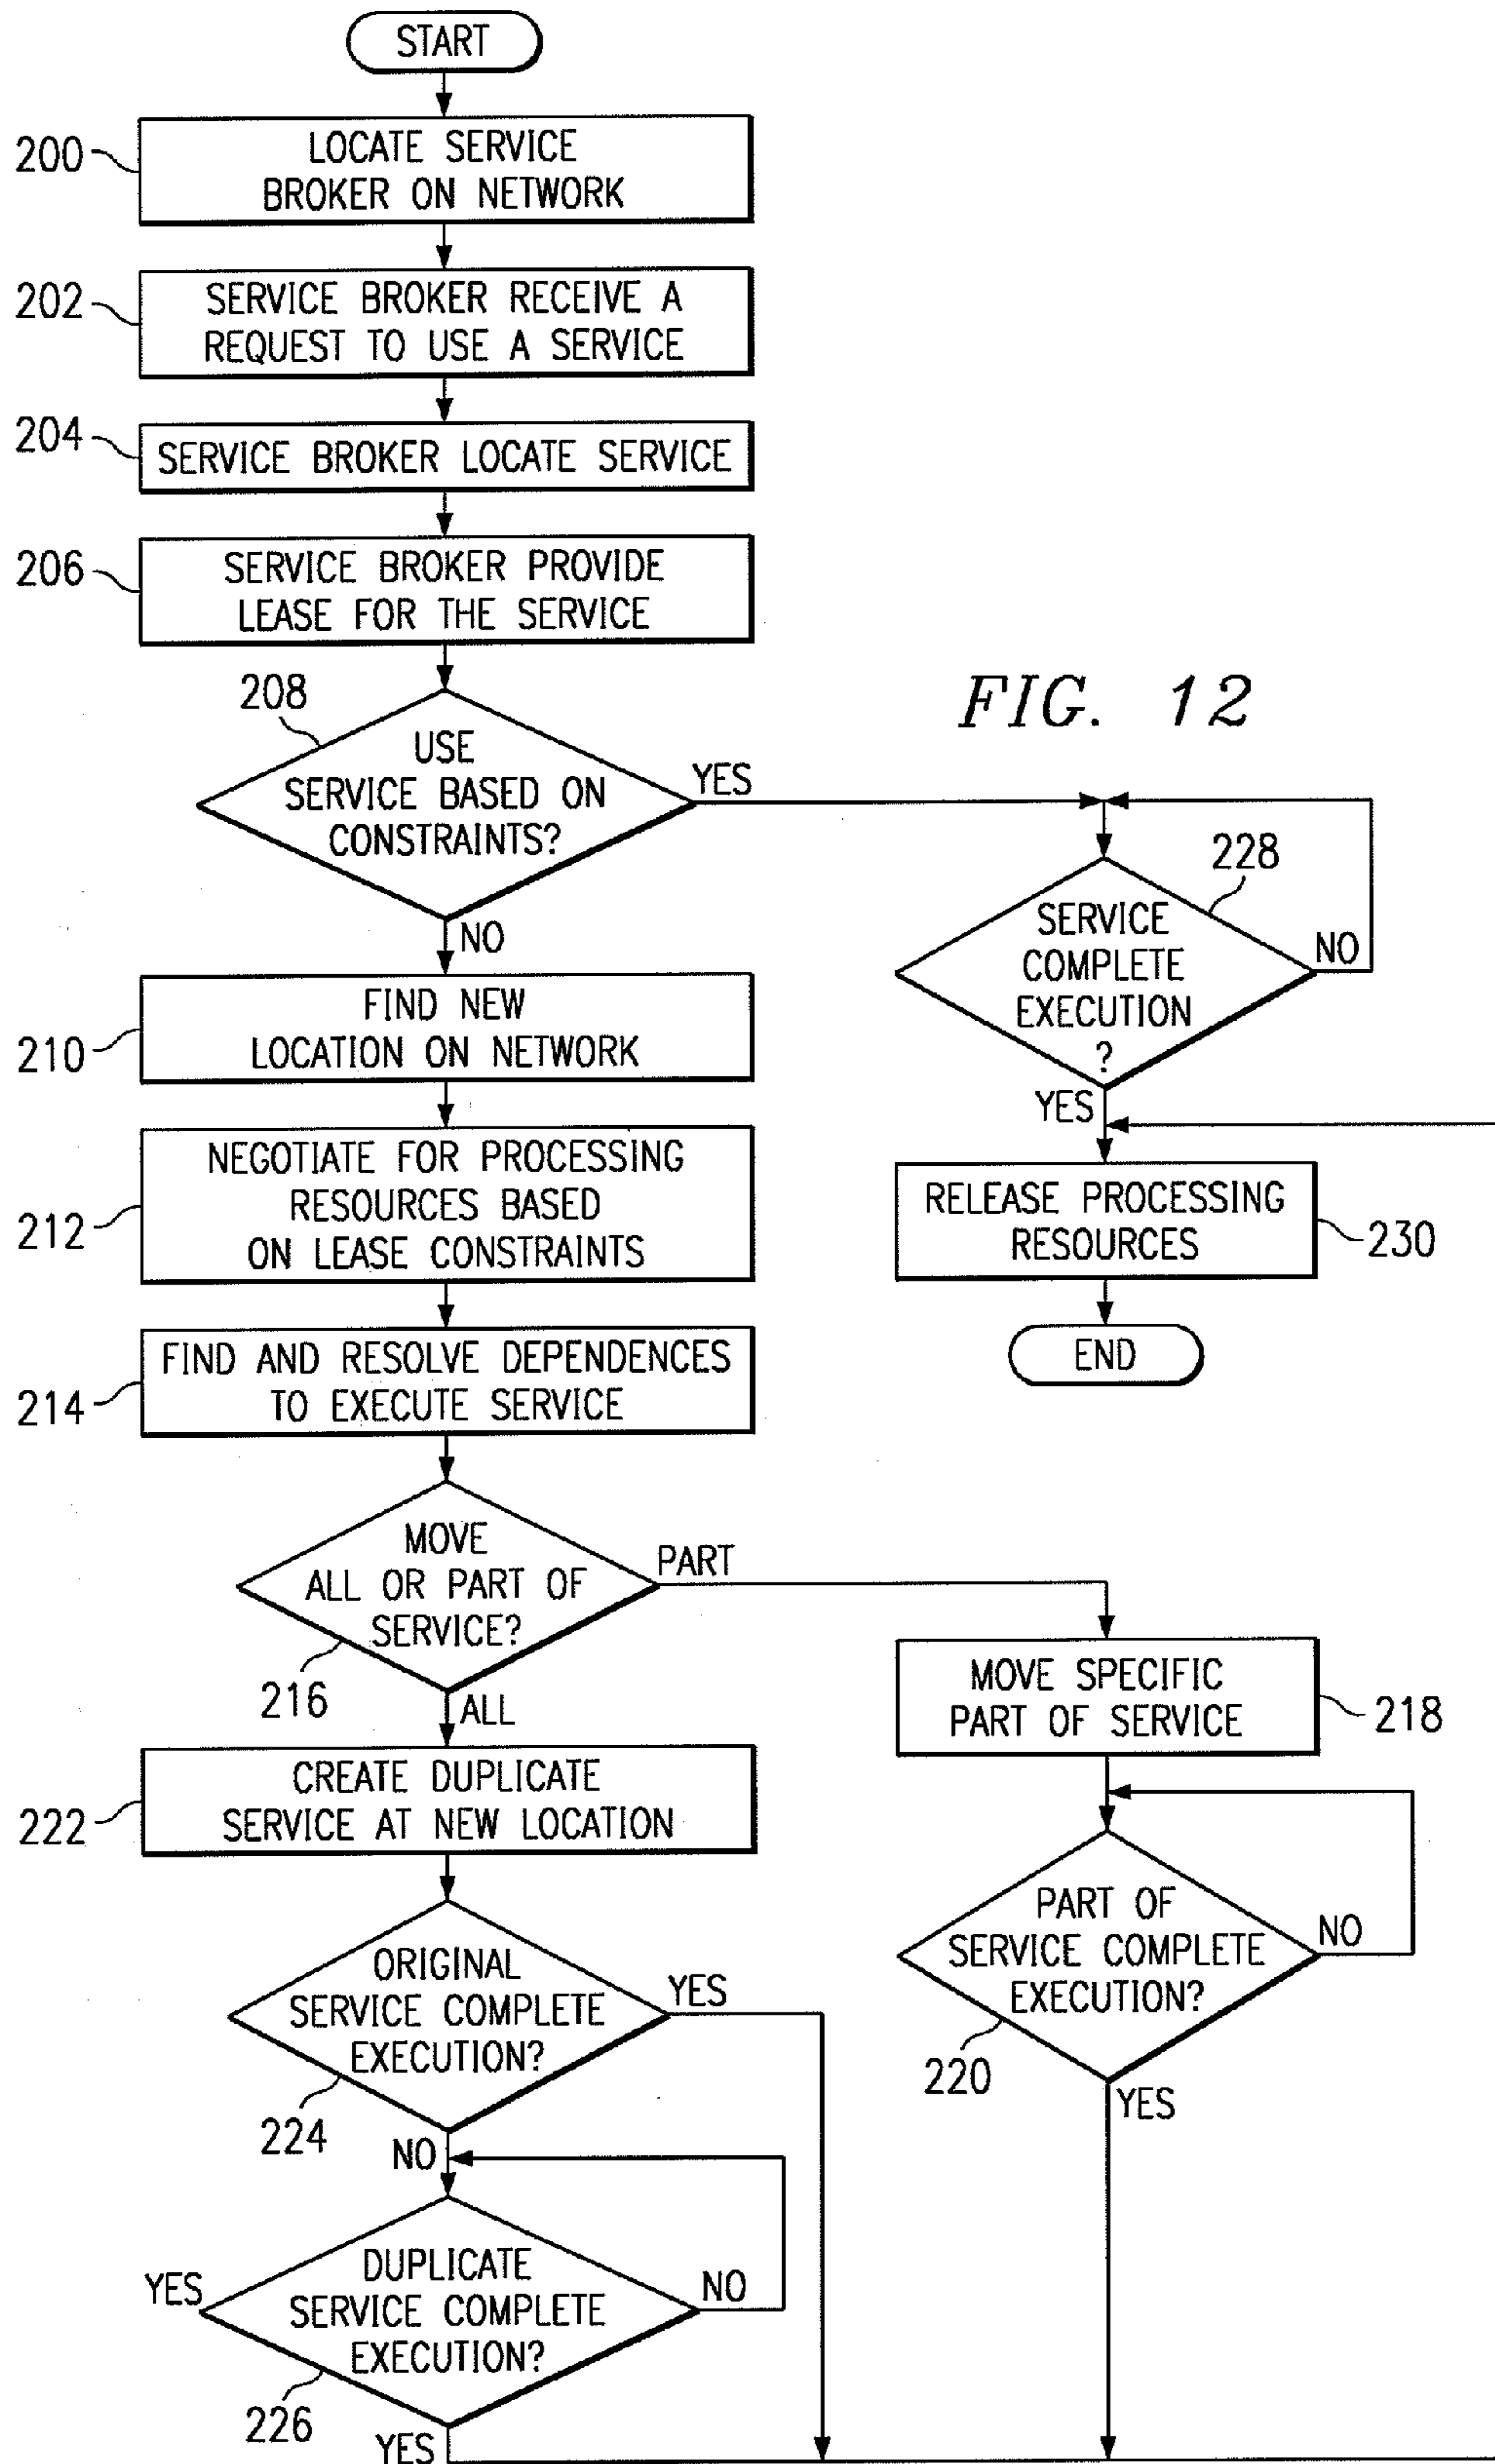 START
200
LOCATE SERVICE
BROKER ON NETWORK
202
SERVICE BROKER RECEIVE A
REQUEST TO USE A SERVICE
204
SERVICE BROKER LOCATE SERVICE
206
SERVICE BROKER PROVIDE
LEASE FOR THE SERVICE
FIG. 12
208
USE
SERVICE BASED ON
CONSTRAINTS?
YES
NO
228
SERVICE
COMPLETE
EXECUTION
?
NO
YES
210
FIND NEW
LOCATION ON NETWORK
212
NEGOTIATE FOR PROCESSING
RESOURCES BASED
ON LEASE CONSTRAINTS
RELEASE PROCESSING
RESOURCES
230
END
214
FIND AND RESOLVE DEPENDENCES
TO EXECUTE SERVICE
MOVE
ALL OR PART OF
SERVICE?
PART
216
ALL
MOVE SPECIFIC
PART OF SERVICE
218
222
CREATE DUPLICATE
SERVICE AT NEW LOCATION
PART OF
SERVICE COMPLETE
EXECUTION?
NO
220
YES
ORIGINAL
SERVICE COMPLETE
EXECUTION?
YES
224
NO
DUPLICATE
SERVICE COMPLETE
EXECUTION?
YES
NO
226
YES